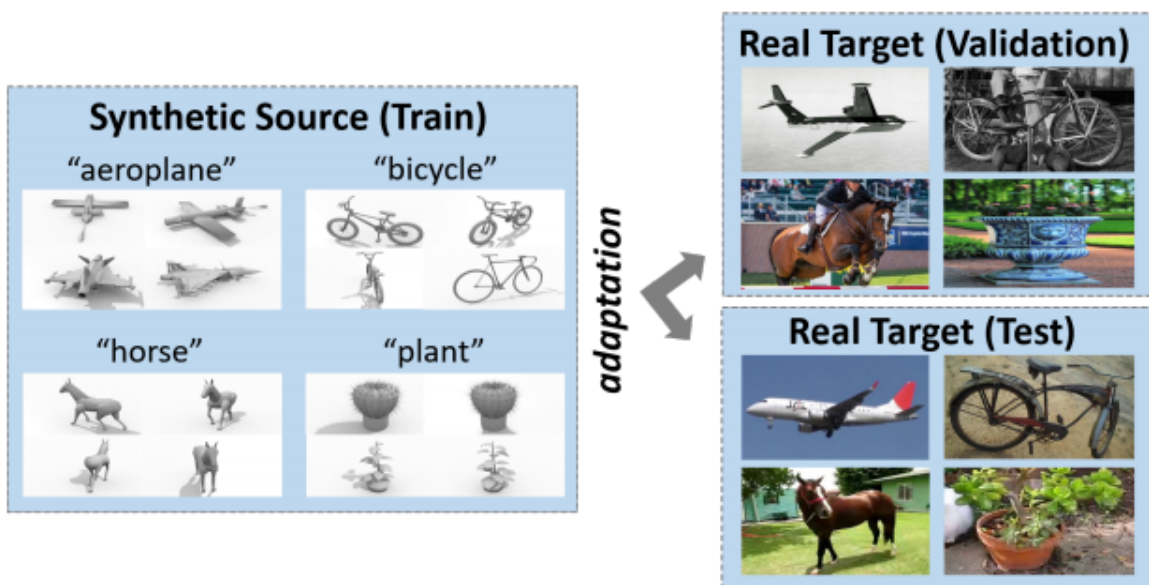 Synthetic Source (Train)
“aeroplane”
“bicycle”
“horse”
“plant”
adaptation
Real Target (Validation)
Real Target (Test)